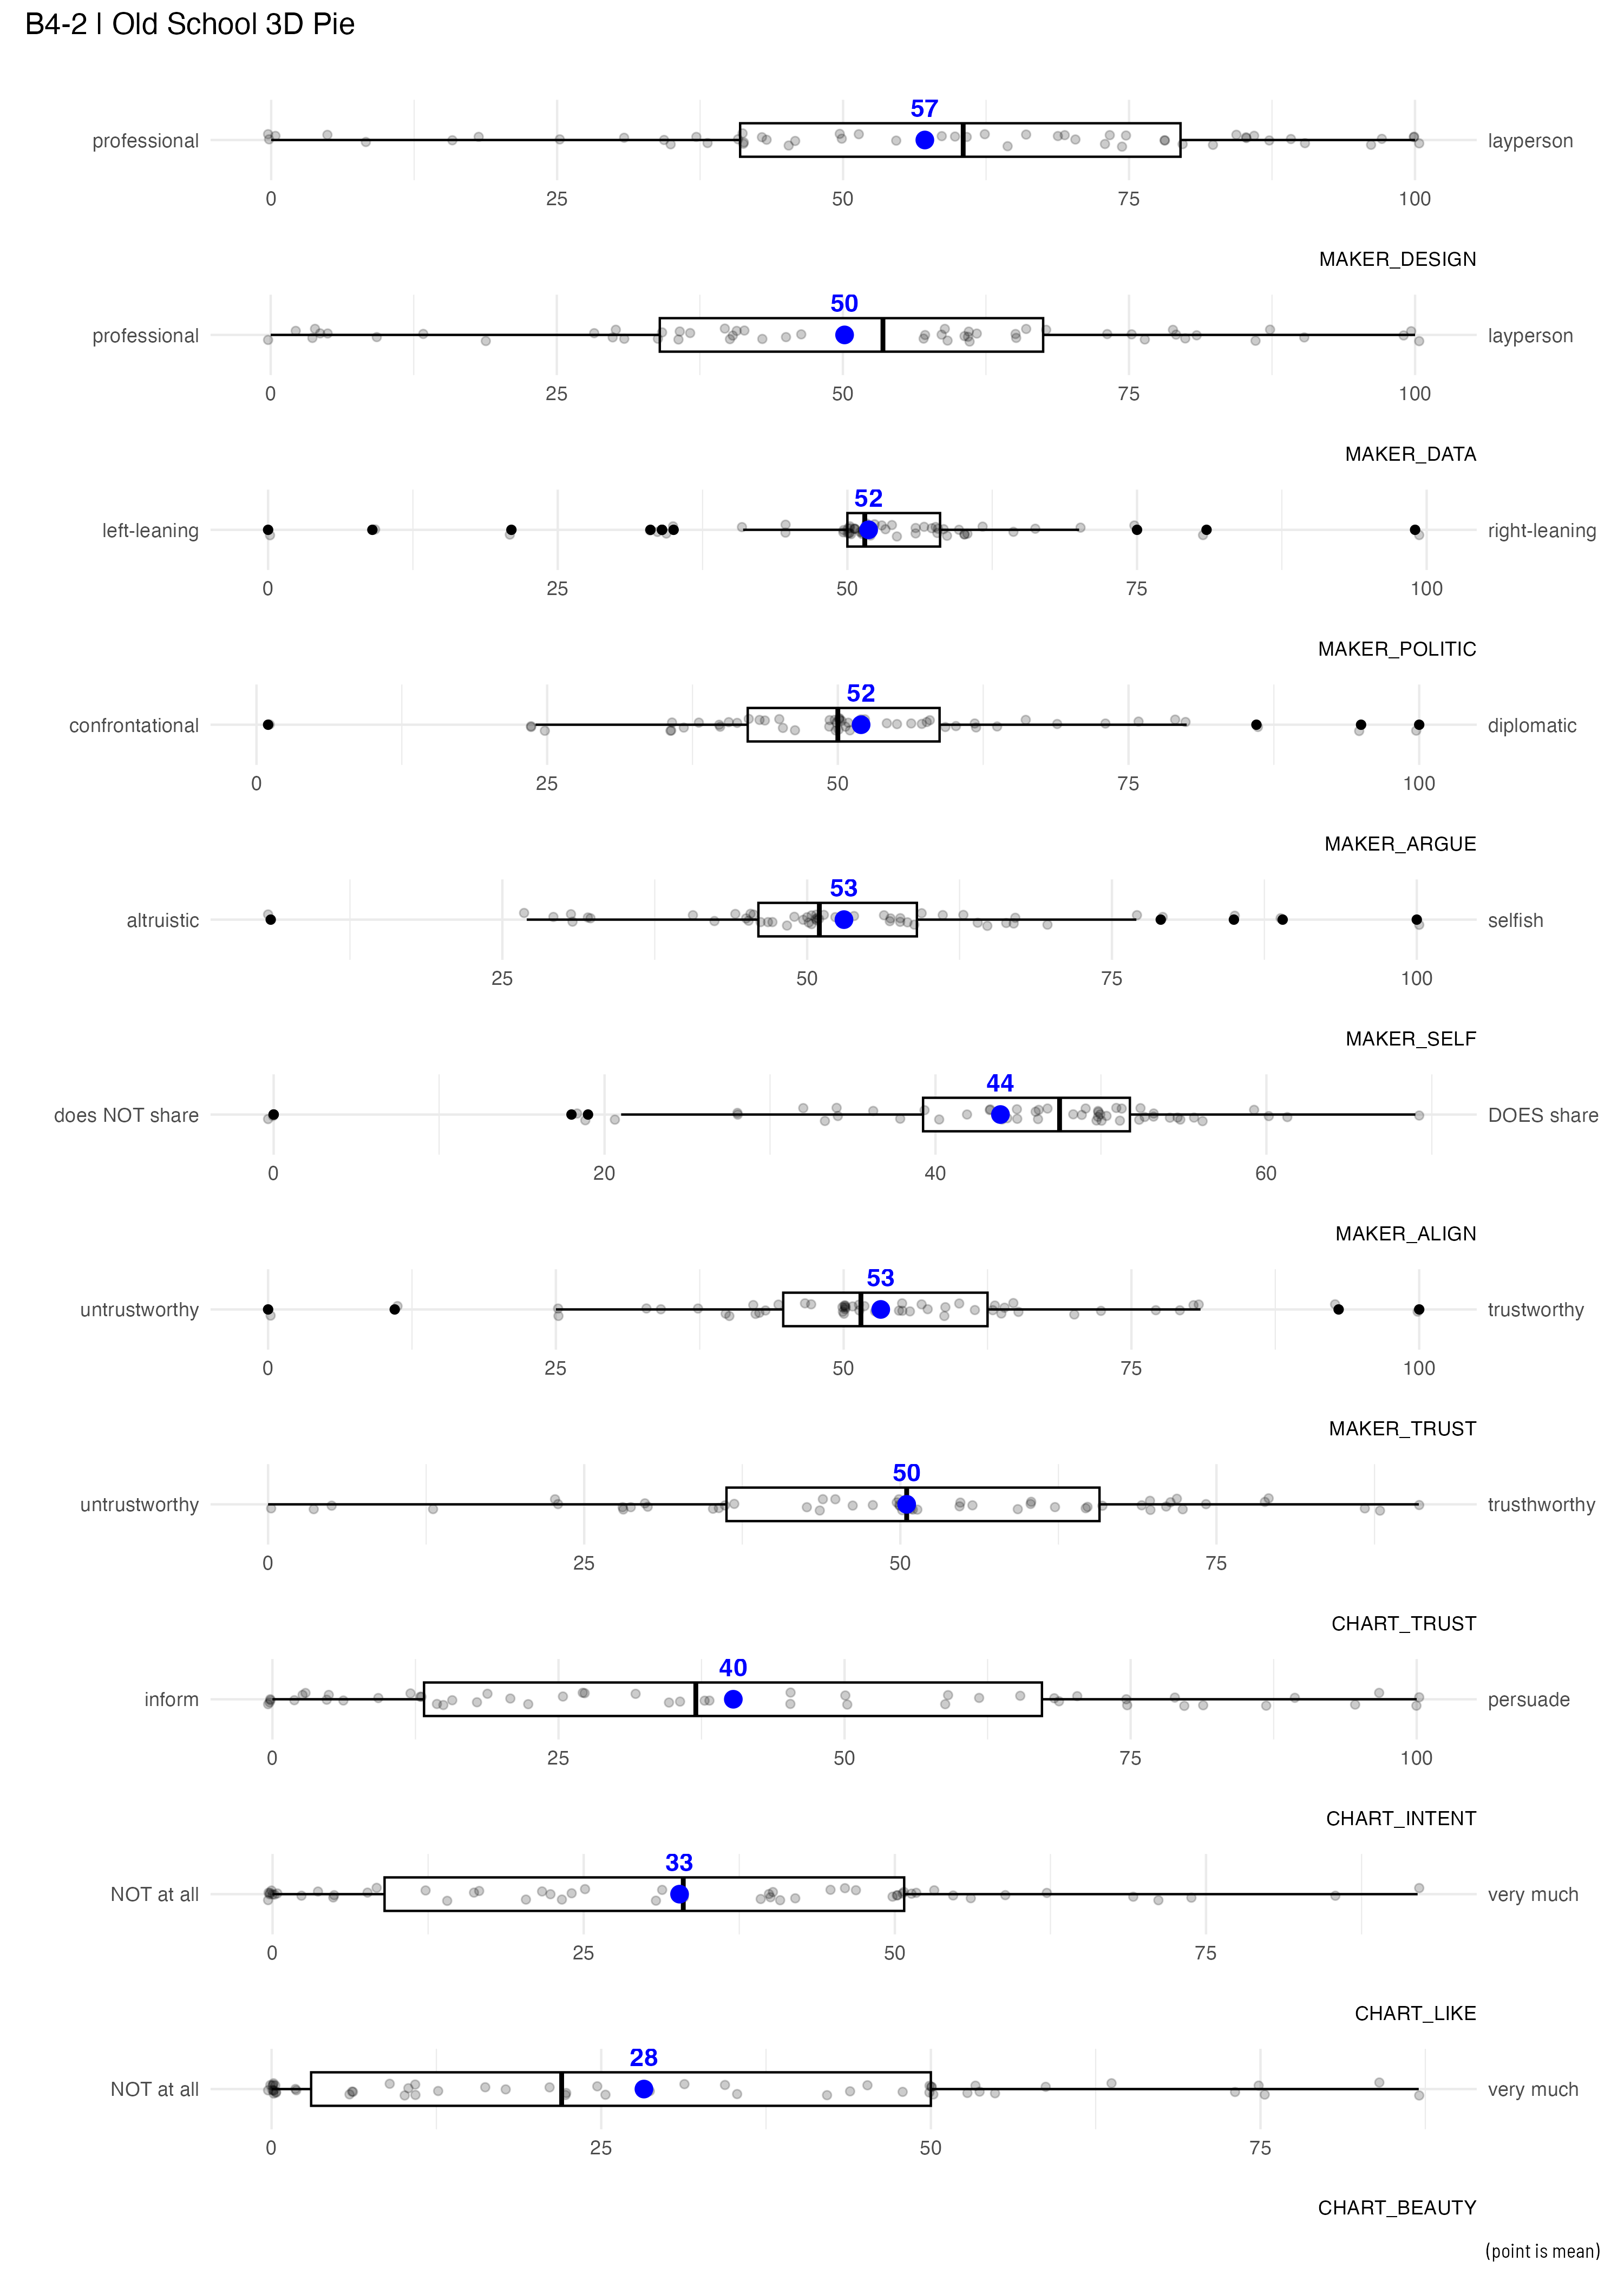 B4-2 | Old School 3D Pie
57
professional layperson
0 25 50 75 100
MAKER_DESIGN
50
professional layperson
0 25 50 75 100
MAKER_DATA
52
left-leaning right-leaning
0 25 50 75 100
MAKER_POLITIC
52
confrontational diplomatic
0 25 50 75 100
MAKER_ARGUE
53
altruistic selfish
25 50 75 100
MAKER_SELF
44
does NOT share DOES share
0 20 40 60
MAKER_ALIGN
53
untrustworthy trustworthy
0 25 50 75 100
MAKER_TRUST
50
untrustworthy trusthworthy
0 25 50 75
CHART_TRUST
40
inform persuade
0 25 50 75 100
CHART_INTENT
33
NOT at all very much
0 25 50 75
CHART_LIKE
28
NOT at all very much
0 25 50 75
CHART_BEAUTY
(point is mean)